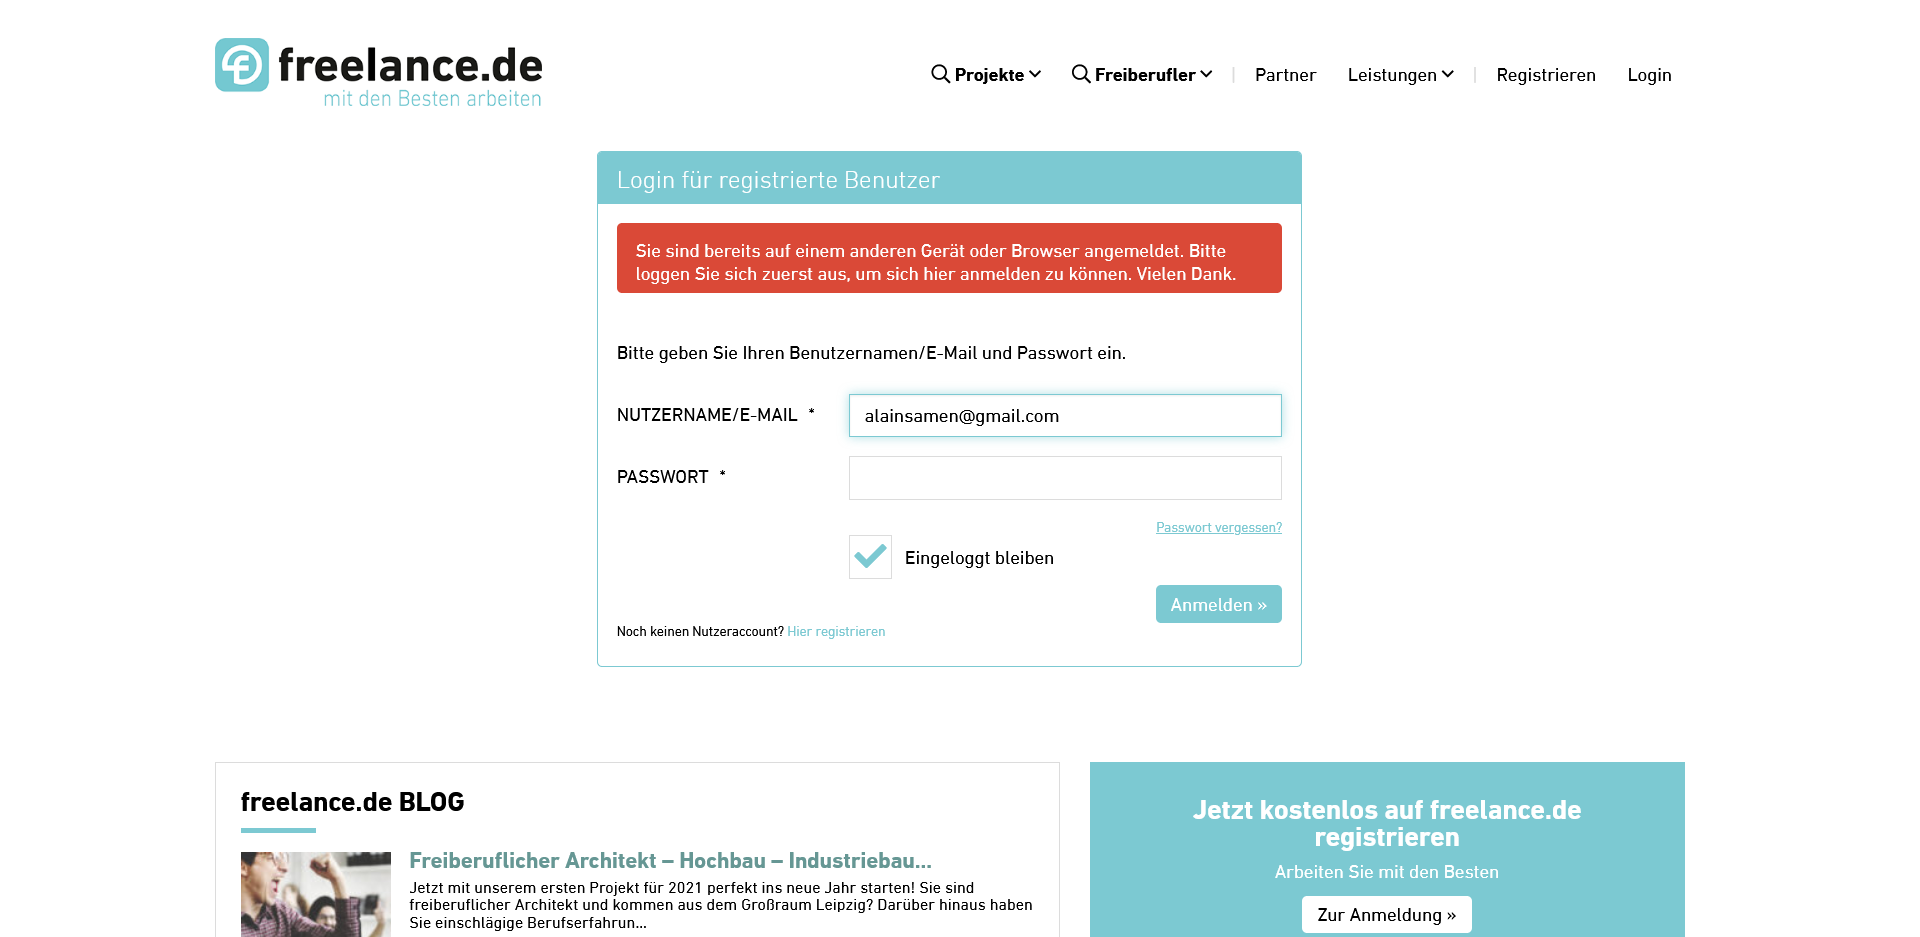 freelance.de
mit den Besten arbeiten
Projekte
Freiberufler
Partner
Leistungen
Registrieren
Login
Login für registrierte Benutzer
Sie sind bereits auf einem anderen Gerät oder Browser angemeldet. Bitte
loggen Sie sich zuerst aus, um sich hier anmelden zu können. Vielen Dank.
Bitte geben Sie Ihren Benutzernamen/E-Mail und Passwort ein.
NUTZERNAME/E-MAIL *
alainsamen@gmail.com
PASSWORT *
Passwort vergessen?
Eingeloggt bleiben
Anmelden »
Noch keinen Nutzeraccount? Hier registrieren
freelance.de BLOG
Freiberuflicher Architekt – Hochbau – Industriebau...
Jetzt mit unserem ersten Projekt für 2021 perfekt ins neue Jahr starten! Sie sind
freiberuflicher Architekt und kommen aus dem Großraum Leipzig? Darüber hinaus haben
Sie einschlägige Berufserfahrun...
Jetzt kostenlos auf freelance.de
registrieren
Arbeiten Sie mit den Besten
Zur Anmeldung »